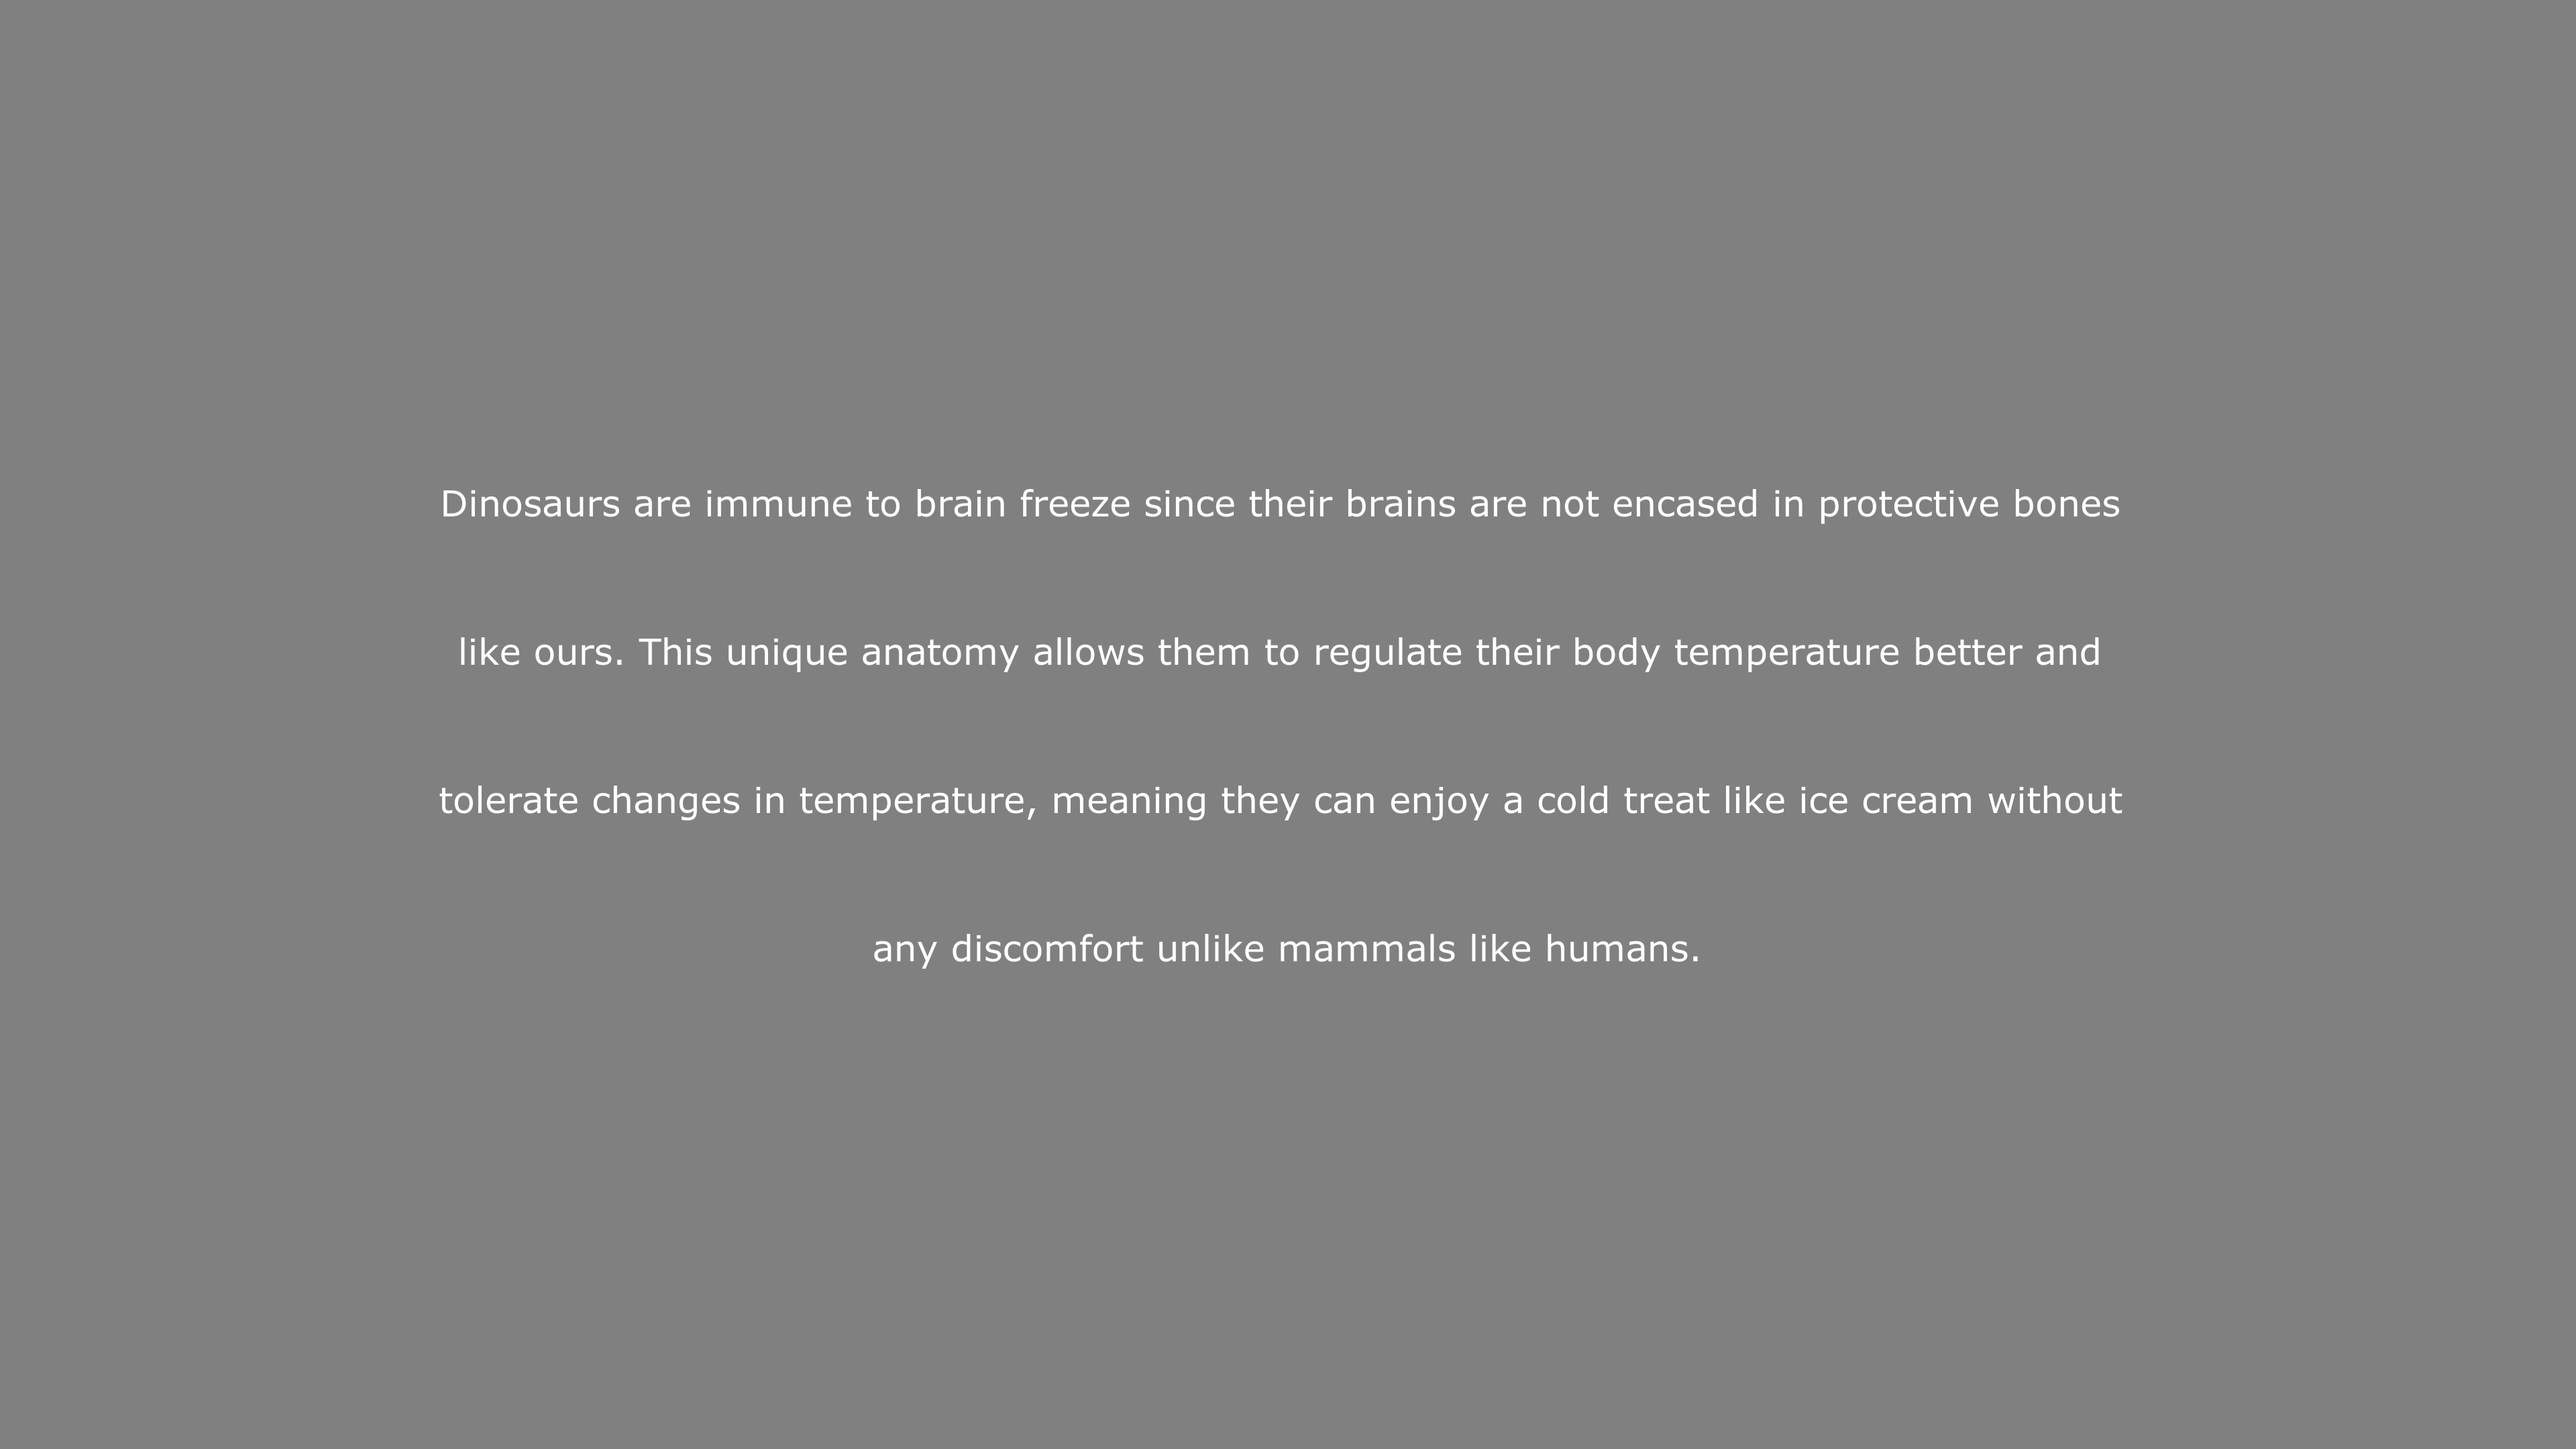 Dinosaurs are immune to brain freeze since their brains are not encased in protective bones
like ours. This unique anatomy allows them to regulate their body temperature better and
tolerate changes in temperature, meaning they can enjoy a cold treat like ice cream without
any discomfort unlike mammals like humans.